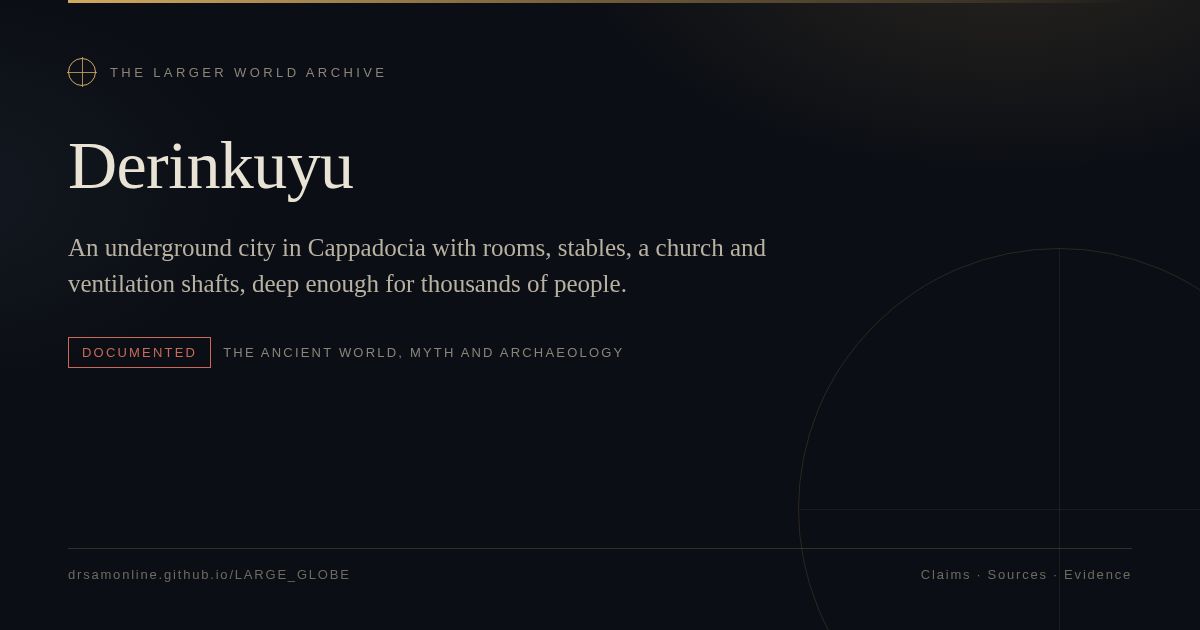 THE LARGER WORLD ARCHIVE
Derinkuyu
An underground city in Cappadocia with rooms, stables, a church and
ventilation shafts, deep enough for thousands of people.
DOCUMENTED THE ANCIENT WORLD, MYTH AND ARCHAEOLOGY
drsamonline.github.io/LARGE_GLOBE
Claims · Sources · Evidence